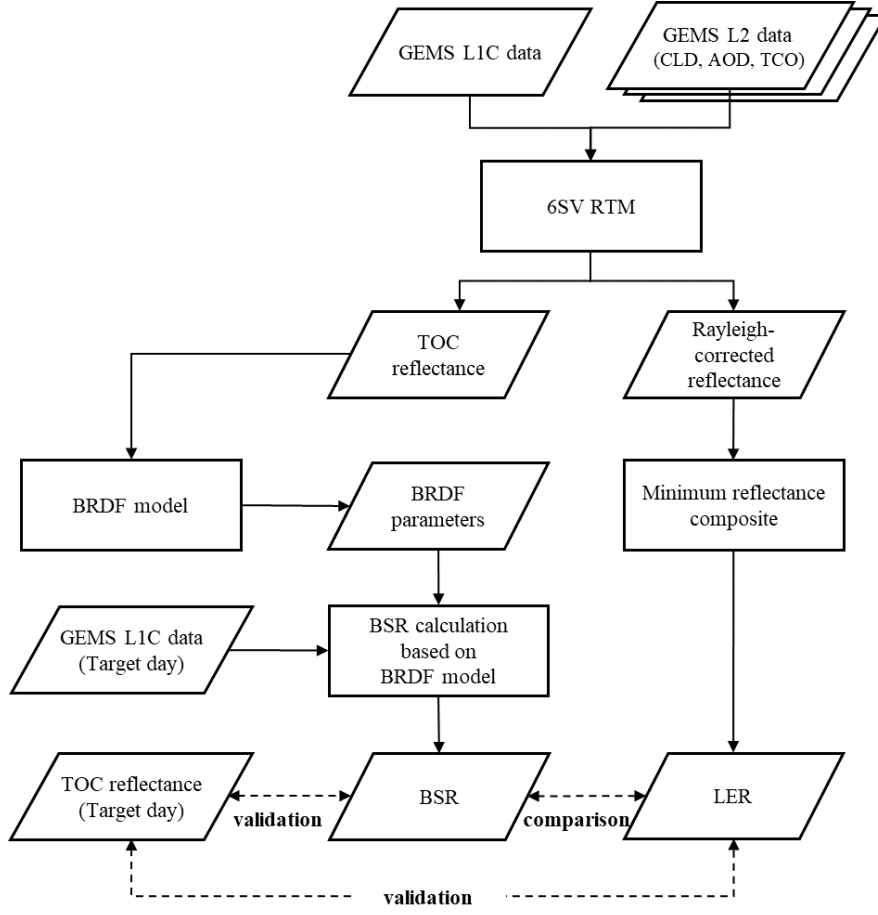 GEMS L1C data
GEMS L2 data
(CLD, AOD, TCO)
6SV RTM
TOC
reflectance
Rayleigh-
corrected
reflectance
BRDF model
BRDF
parameters
Minimum reflectance
composite
GEMS L1C data
(Target day)
BSR calculation
based on
BRDF model
TOC reflectance
(Target day)
validation
BSR
comparison
LER
validation